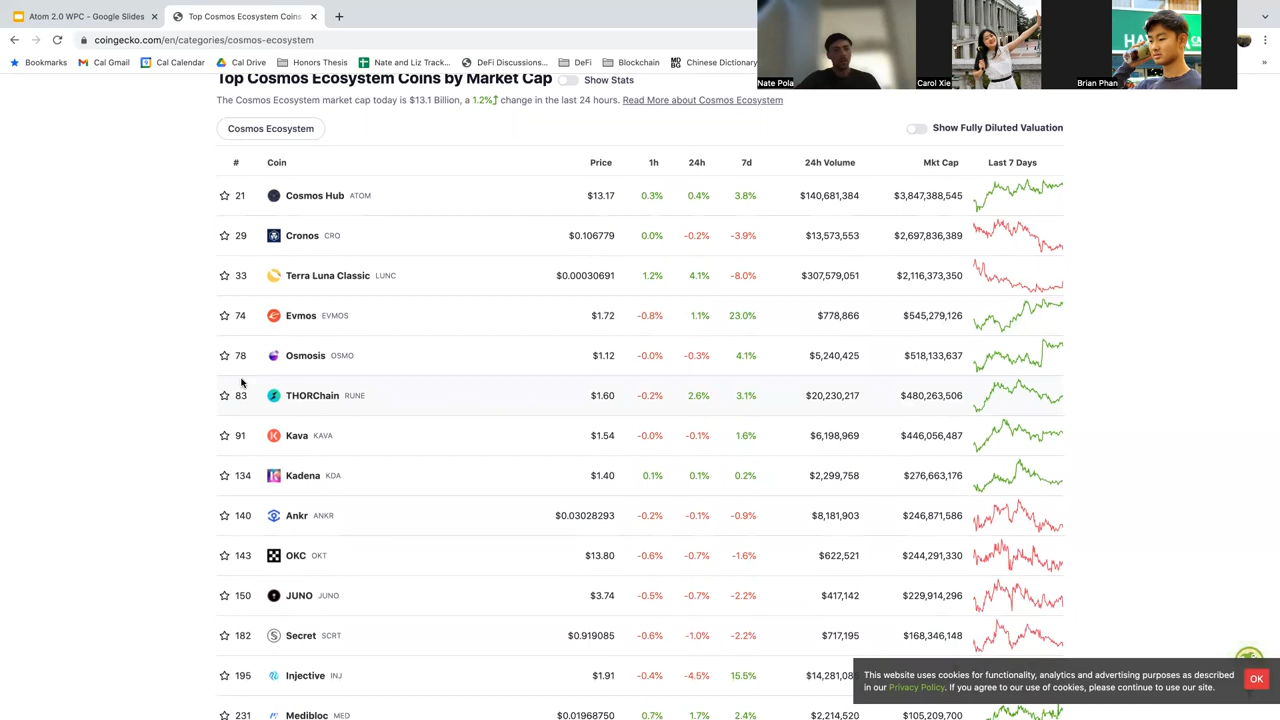 Atom 2.0 WPC - Google Slides
Top Cosmos Ecosystem Coins
coingecko.com/en/categories/cosmos-ecosystem
Bookmarks Cal Gmail Cal Calendar Cal Drive Honors Thesis Nate and Liz Track... DeFi Discussions... DeFi Blockchain Chinese Dictionary
Nate Pola Carol Xie Brian Phan
Top Cosmos Ecosystem Coins by Market Cap Show Stats
The Cosmos Ecosystem market cap today is $13.1 Billion, a 1.2% change in the last 24 hours. Read More about Cosmos Ecosystem
Cosmos Ecosystem Show Fully Diluted Valuation
# Coin Price 1h 24h 7d 24h Volume Mkt Cap Last 7 Days
21 Cosmos Hub ATOM $13.17 0.3% 0.4% 3.8% $140,681,384 $3,847,388,545
29 Cronos CRO $0.106779 0.0% -0.2% -3.9% $13,573,553 $2,697,836,389
33 Terra Luna Classic LUNC $0.00030691 1.2% 4.1% -8.0% $307,579,051 $2,116,373,350
74 Evmos EVMOS $1.72 -0.8% 1.1% 23.0% $778,866 $545,279,126
78 Osmosis OSMO $1.12 -0.0% -0.3% 4.1% $5,240,425 $518,133,637
83 THORChain RUNE $1.60 -0.2% 2.6% 3.1% $20,230,217 $480,263,506
91 Kava KAVA $1.54 -0.0% -0.1% 1.6% $6,198,969 $446,056,487
134 Kadena KDA $1.40 0.1% 0.1% 0.2% $2,299,758 $276,663,176
140 Ankr ANKR $0.03028293 -0.2% -0.1% -0.9% $8,181,903 $246,871,586
143 OKC OKT $13.80 -0.6% -0.7% -1.6% $622,521 $244,291,330
150 JUNO JUNO $3.74 -0.5% -0.7% -2.2% $417,142 $229,914,296
182 Secret SCRT $0.919085 -0.6% -1.0% -2.2% $717,195 $168,346,148
195 Injective INJ $1.91 -0.4% -4.5% 15.5%
231 Medibloc MED $0.01968750 0.7% 1.7% 2.4% $2,214,520 $105,209,700
This website uses cookies for functionality, analytics and advertising purposes as described
in our Privacy Policy. If you agree to our use of cookies, please continue to use our site.
OK